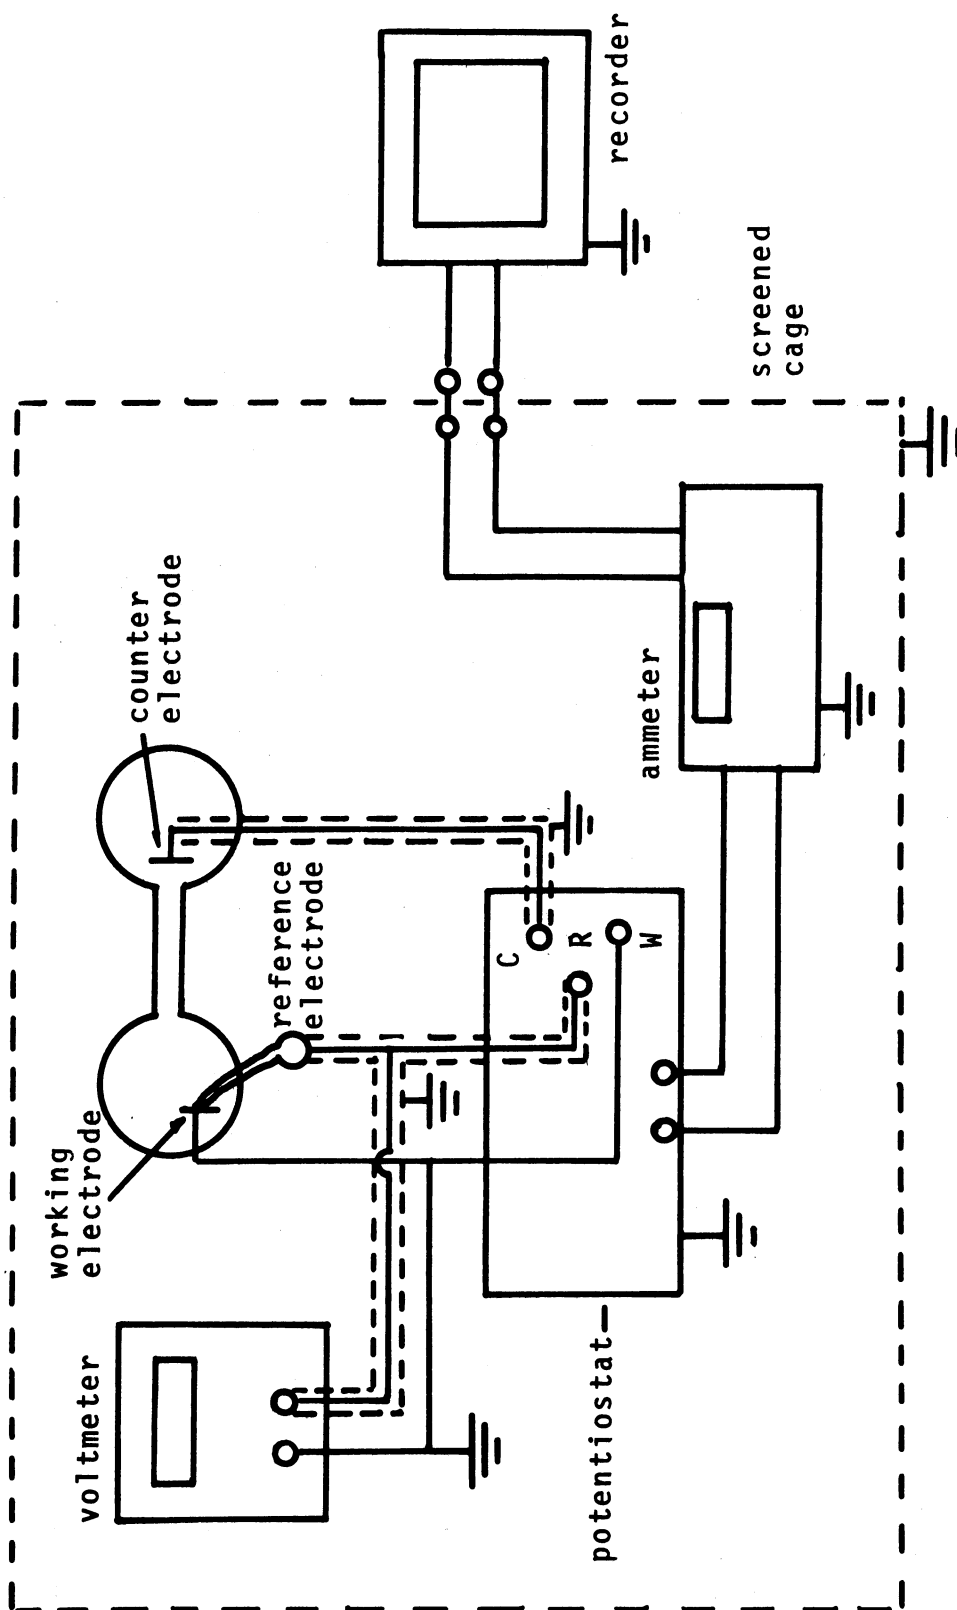 voltmeter
working
electrode
reference
electrode
counter
electrode
potentiostat
C
R
W
ammeter
screened
cage
recorder